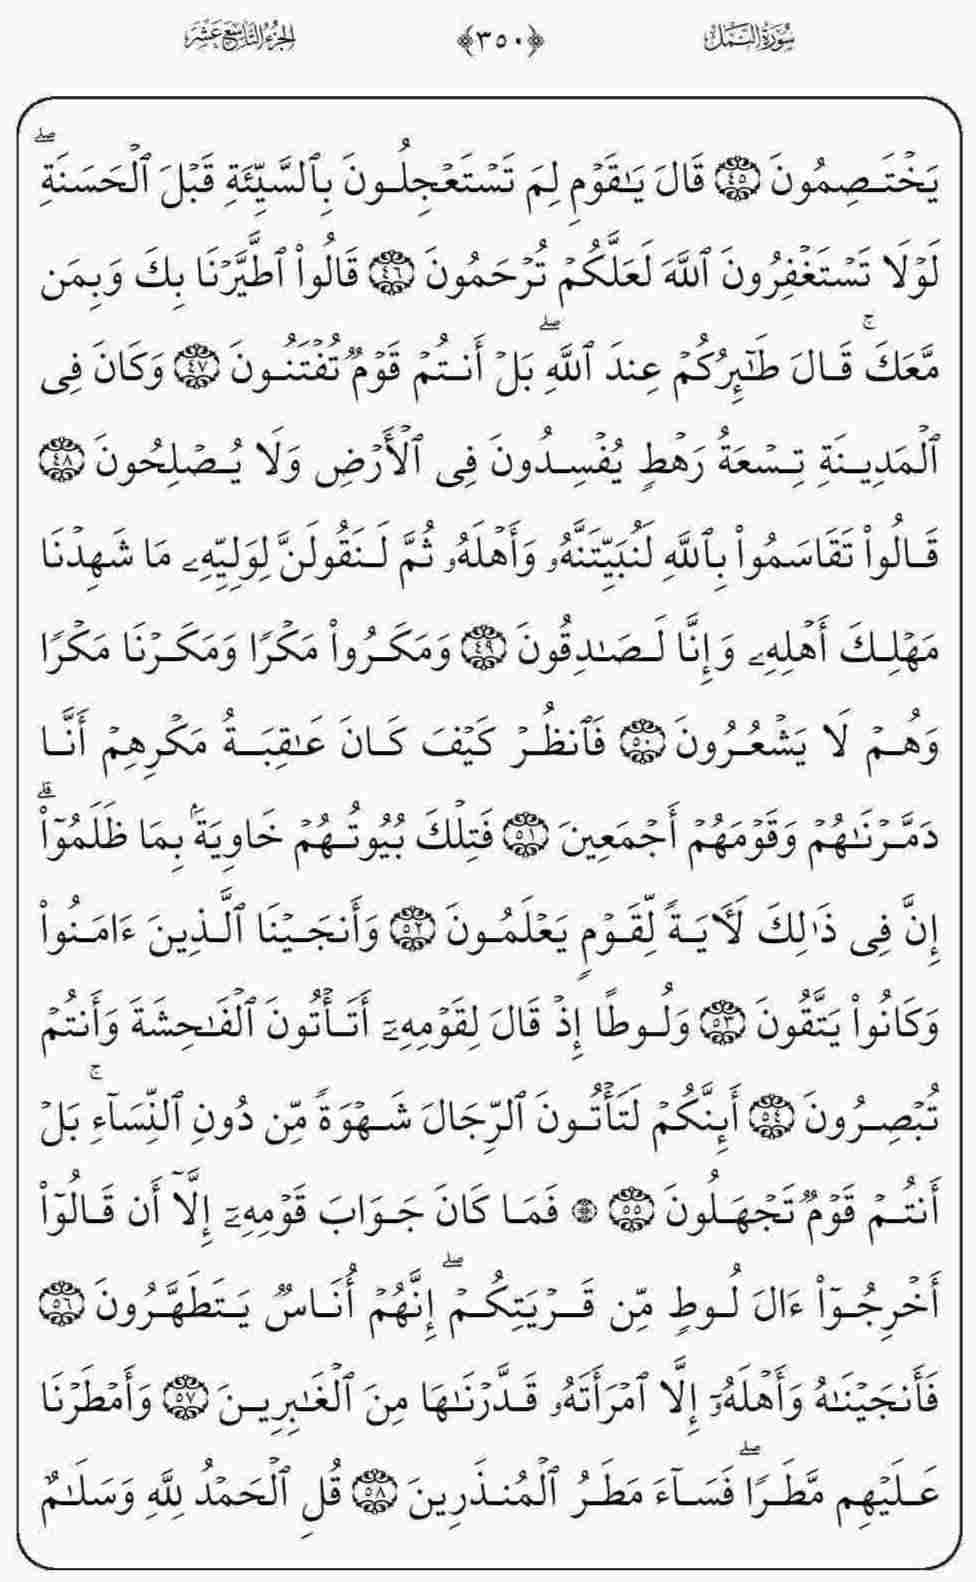 سُورَةُ النَّمْلِ ﴿٣٥٠﴾ الجُزْءُ التَّاسِعَ عَشَرَ
يَخۡتَصِمُونَ ٤٥ قَالَ يَٰقَوۡمِ لِمَ تَسۡتَعۡجِلُونَ بِٱلسَّيِّئَةِ قَبۡلَ ٱلۡحَسَنَةِۖ
لَوۡلَا تَسۡتَغۡفِرُونَ ٱللَّهَ لَعَلَّكُمۡ تُرۡحَمُونَ ٤٦ قَالُواْ ٱطَّيَّرۡنَا بِكَ وَبِمَن
مَّعَكَۚ قَالَ طَٰٓئِرُكُمۡ عِندَ ٱللَّهِۖ بَلۡ أَنتُمۡ قَوۡمٞ تُفۡتَنُونَ ٤٧ وَكَانَ فِى
ٱلۡمَدِينَةِ تِسۡعَةُ رَهۡطٖ يُفۡسِدُونَ فِى ٱلۡأَرۡضِ وَلَا يُصۡلِحُونَ ٤٨
قَالُواْ تَقَاسَمُواْ بِٱللَّهِ لَنُبَيِّتَنَّهُۥ وَأَهۡلَهُۥ ثُمَّ لَنَقُولَنَّ لِوَلِيِّهِۦ مَا شَهِدۡنَا
مَهۡلِكَ أَهۡلِهِۦ وَإِنَّا لَصَٰدِقُونَ ٤٩ وَمَكَرُواْ مَكۡرٗا وَمَكَرۡنَا مَكۡرٗا
وَهُمۡ لَا يَشۡعُرُونَ ٥٠ فَٱنظُرۡ كَيۡفَ كَانَ عَٰقِبَةُ مَكۡرِهِمۡ أَنَّا
دَمَّرۡنَٰهُمۡ وَقَوۡمَهُمۡ أَجۡمَعِينَ ٥١ فَتِلۡكَ بُيُوتُهُمۡ خَاوِيَةَۢ بِمَا ظَلَمُوٓاْۗ
إِنَّ فِى ذَٰلِكَ لَأٓيَةٗ لِّقَوۡمٖ يَعۡلَمُونَ ٥٢ وَأَنجَيۡنَا ٱلَّذِينَ ءَامَنُواْ
وَكَانُواْ يَتَّقُونَ ٥٣ وَلُوطًا إِذۡ قَالَ لِقَوۡمِهِۦٓ أَتَأۡتُونَ ٱلۡفَٰحِشَةَ وَأَنتُمۡ
تُبۡصِرُونَ ٥٤ أَئِنَّكُمۡ لَتَأۡتُونَ ٱلرِّجَالَ شَهۡوَةٗ مِّن دُونِ ٱلنِّسَآءِۚ بَلۡ
أَنتُمۡ قَوۡمٞ تَجۡهَلُونَ ٥٥ ۞ فَمَا كَانَ جَوَابَ قَوۡمِهِۦٓ إِلَّآ أَن قَالُوٓاْ
أَخۡرِجُوٓاْ ءَالَ لُوطٖ مِّن قَرۡيَتِكُمۡۖ إِنَّهُمۡ أُنَاسٞ يَتَطَهَّرُونَ ٥٦
فَأَنجَيۡنَٰهُ وَأَهۡلَهُۥٓ إِلَّا ٱمۡرَأَتَهُۥ قَدَّرۡنَٰهَا مِنَ ٱلۡغَٰبِرِينَ ٥٧ وَأَمۡطَرۡنَا
عَلَيۡهِم مَّطَرٗاۖ فَسَآءَ مَطَرُ ٱلۡمُنذَرِينَ ٥٨ قُلِ ٱلۡحَمۡدُ لِلَّهِ وَسَلَٰمٌ